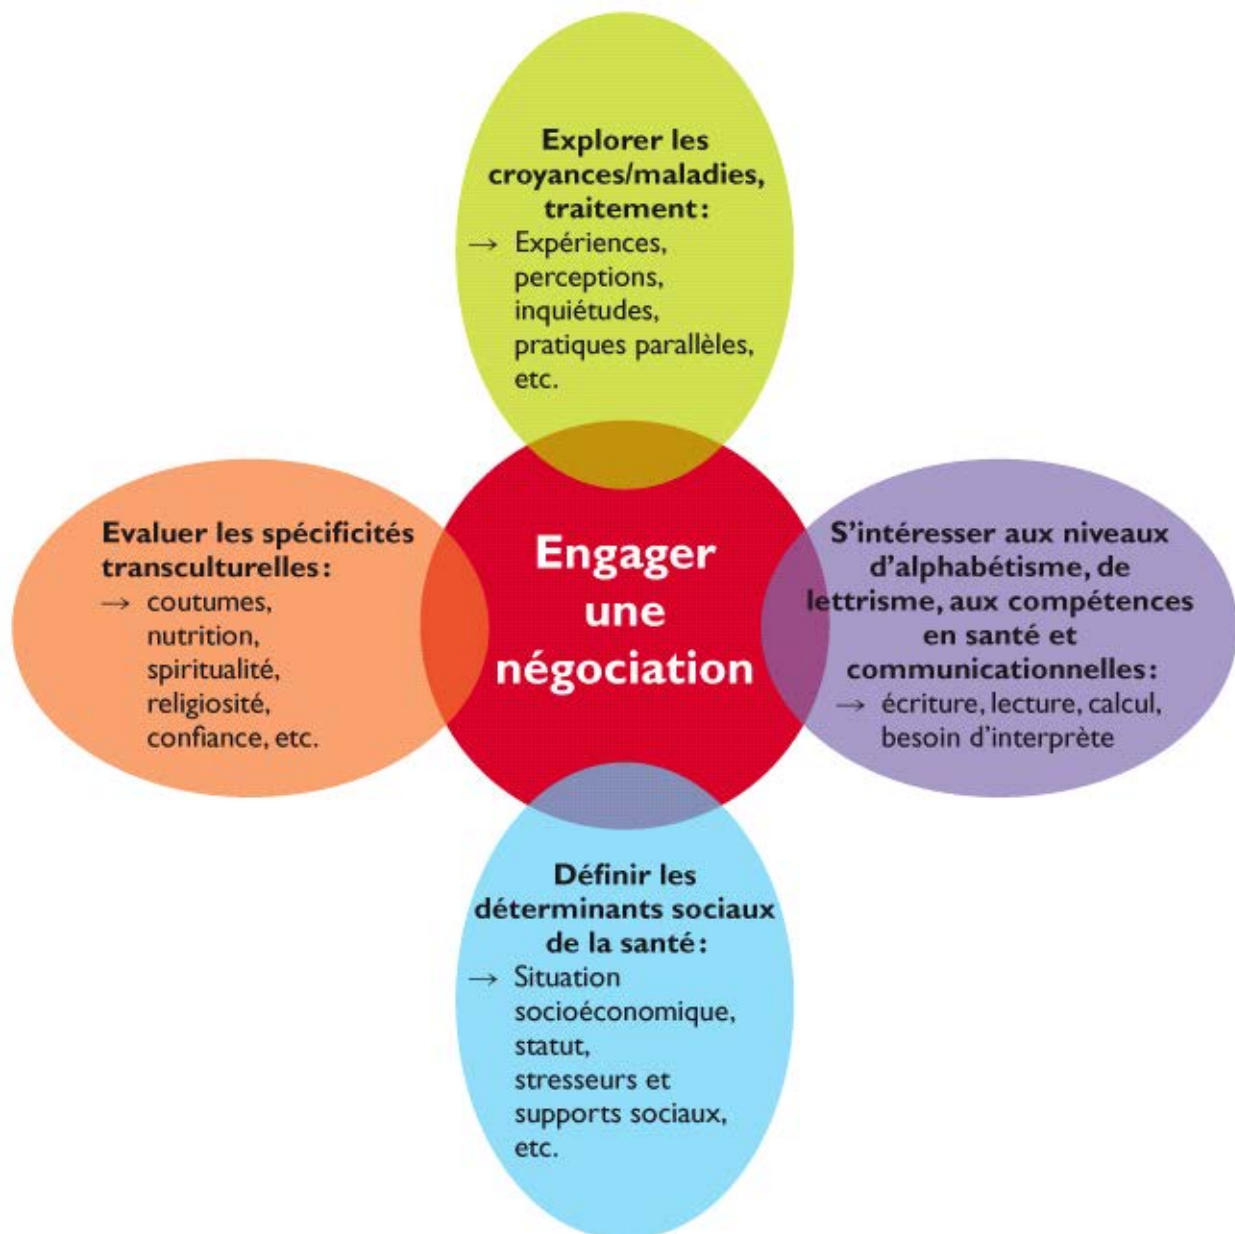 Explorer les
croyances/maladies,
traitement :
→ Expériences,
perceptions,
inquiétudes,
pratiques parallèles,
etc.
Evaluer les spécificités
transculturelles :
→ coutumes,
nutrition,
spiritualité,
religiosité,
confiance, etc.
Engager
une
négociation
S’intéresser aux niveaux
d’alphabétisme, de
lettrisme, aux compétences
en santé et
communicationnelles :
→ écriture, lecture, calcul,
besoin d’interprète
Définir les
déterminants sociaux
de la santé :
→ Situation
socioéconomique,
statut,
stresseurs et
supports sociaux,
etc.